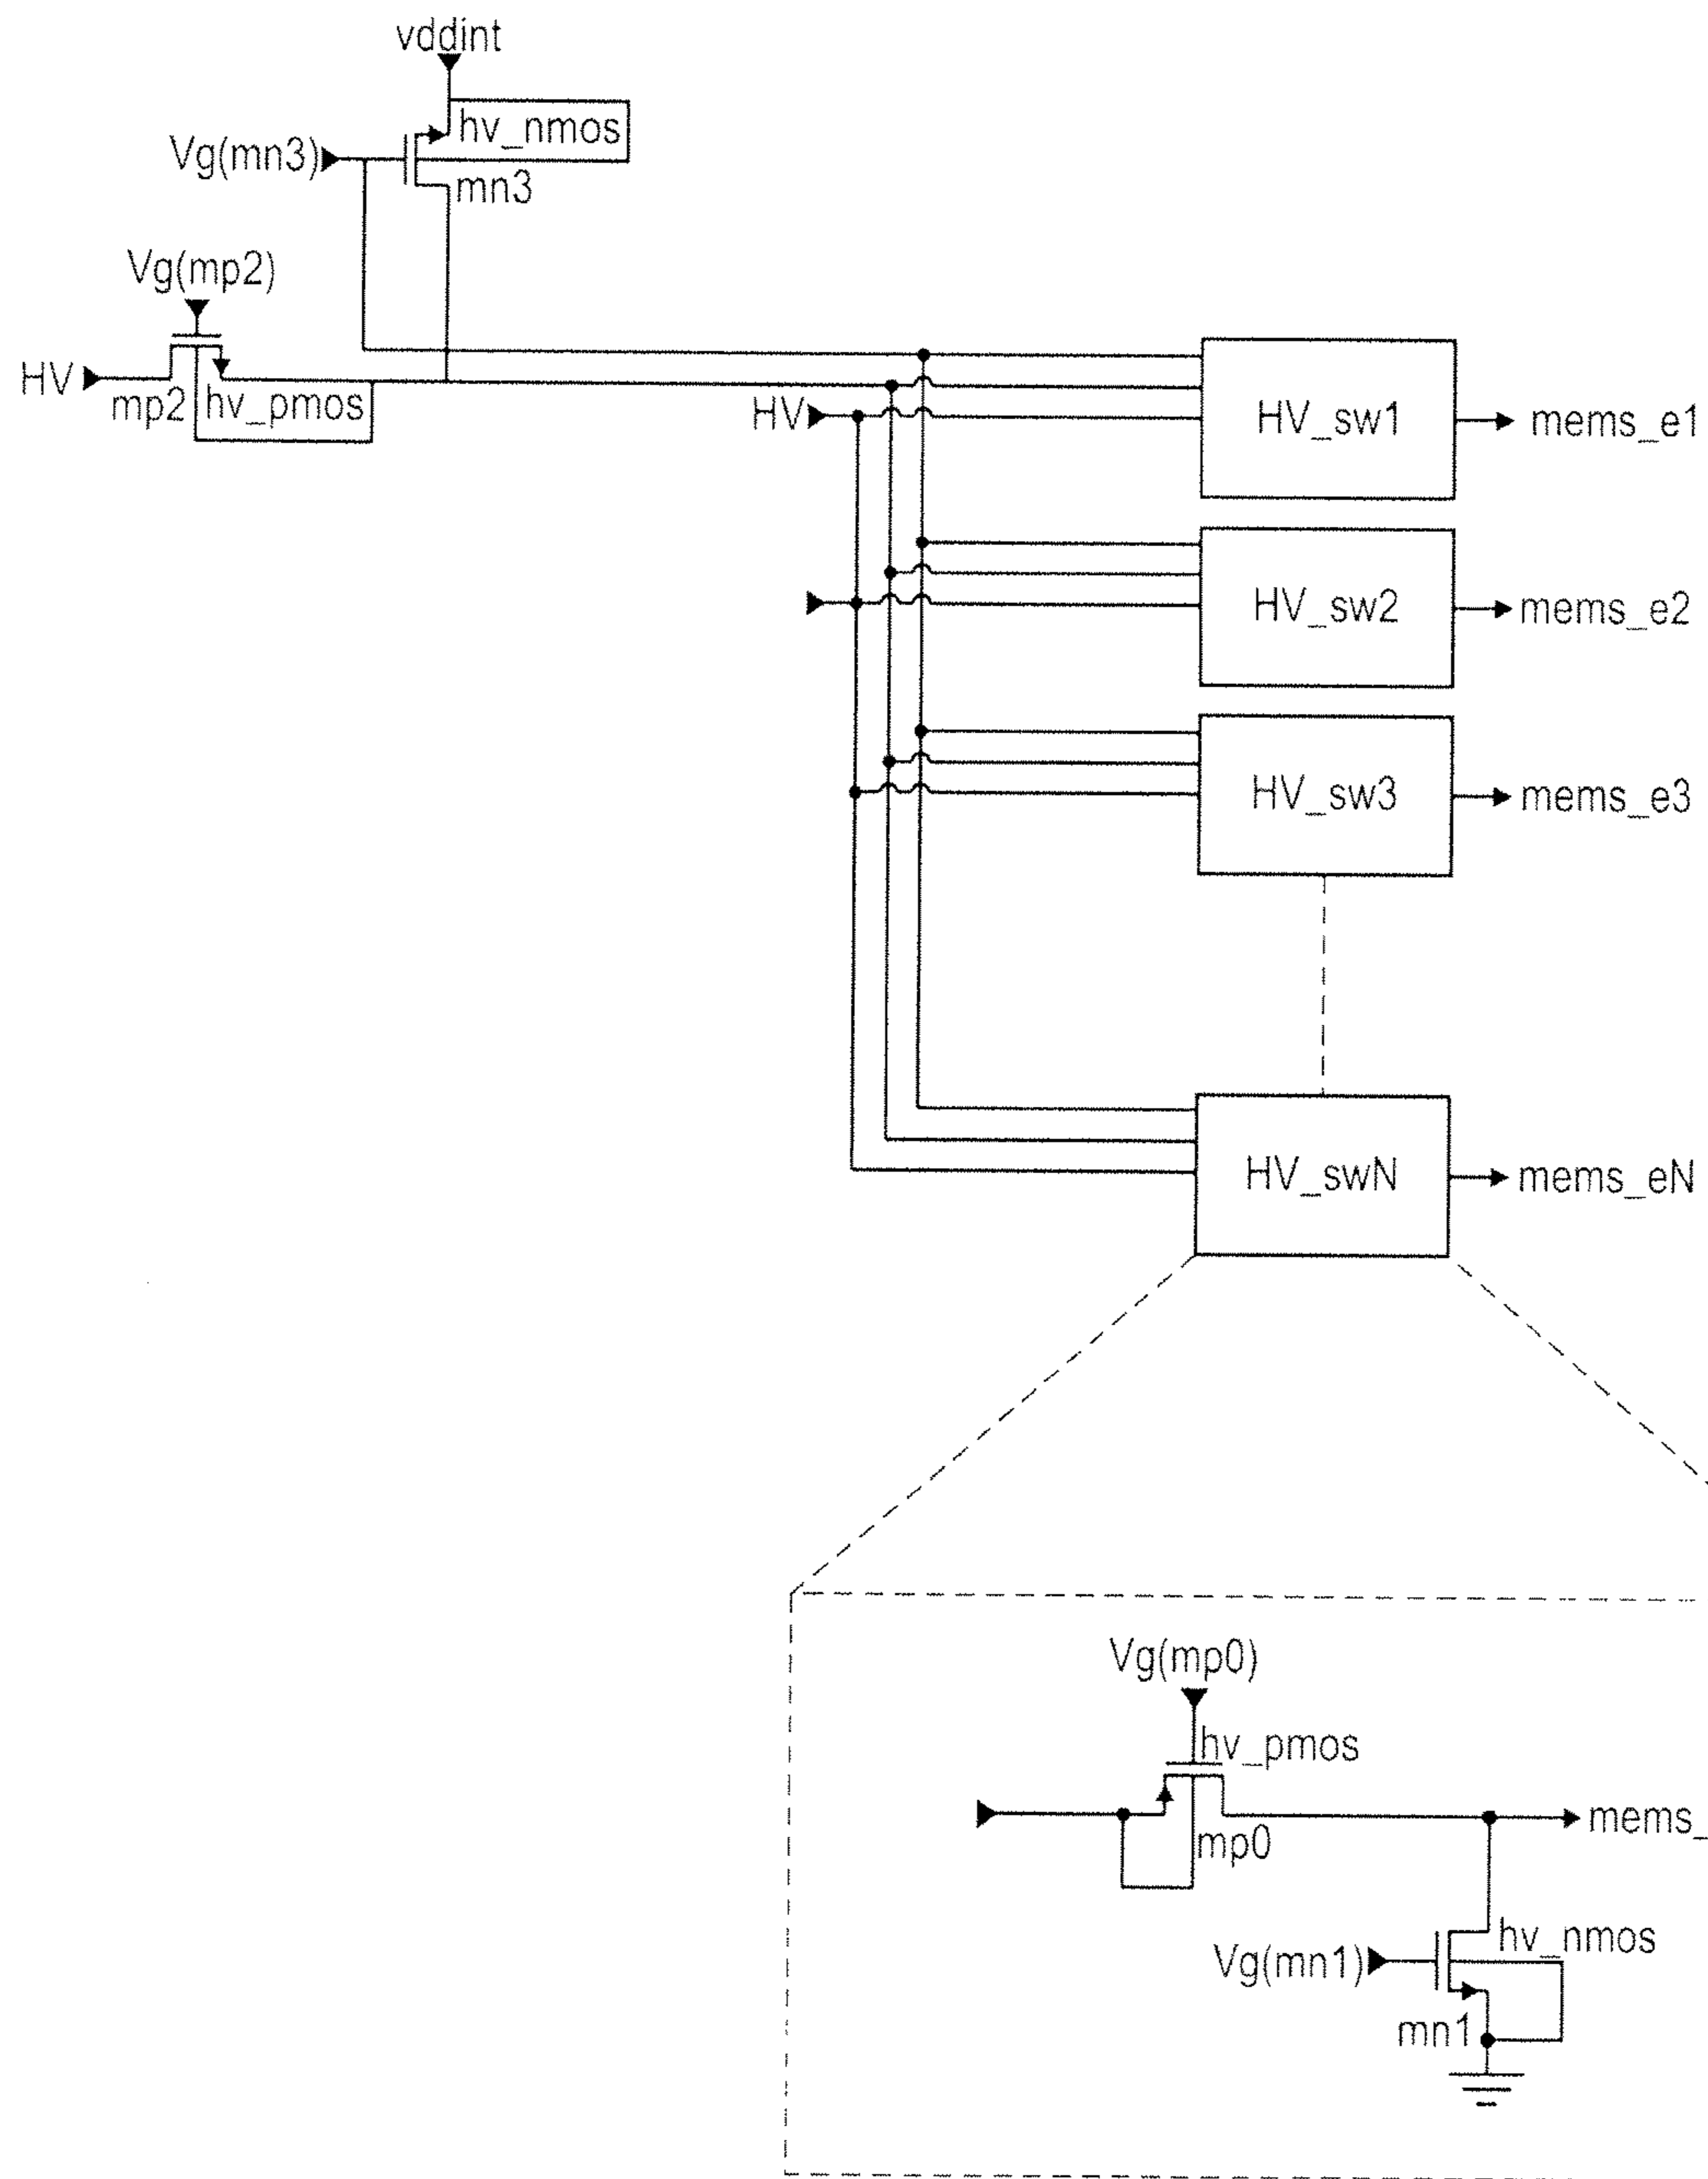 vddint
hv_nmos
Vg(mn3)
mn3
Vg(mp2)
HV
mp2
hv_pmos
HV
HV_sw1
mems_e1
HV_sw2
mems_e2
HV_sw3
mems_e3
HV_swN
mems_eN
Vg(mp0)
hv_pmos
mp0
mems_
hv_nmos
Vg(mn1)
mn1